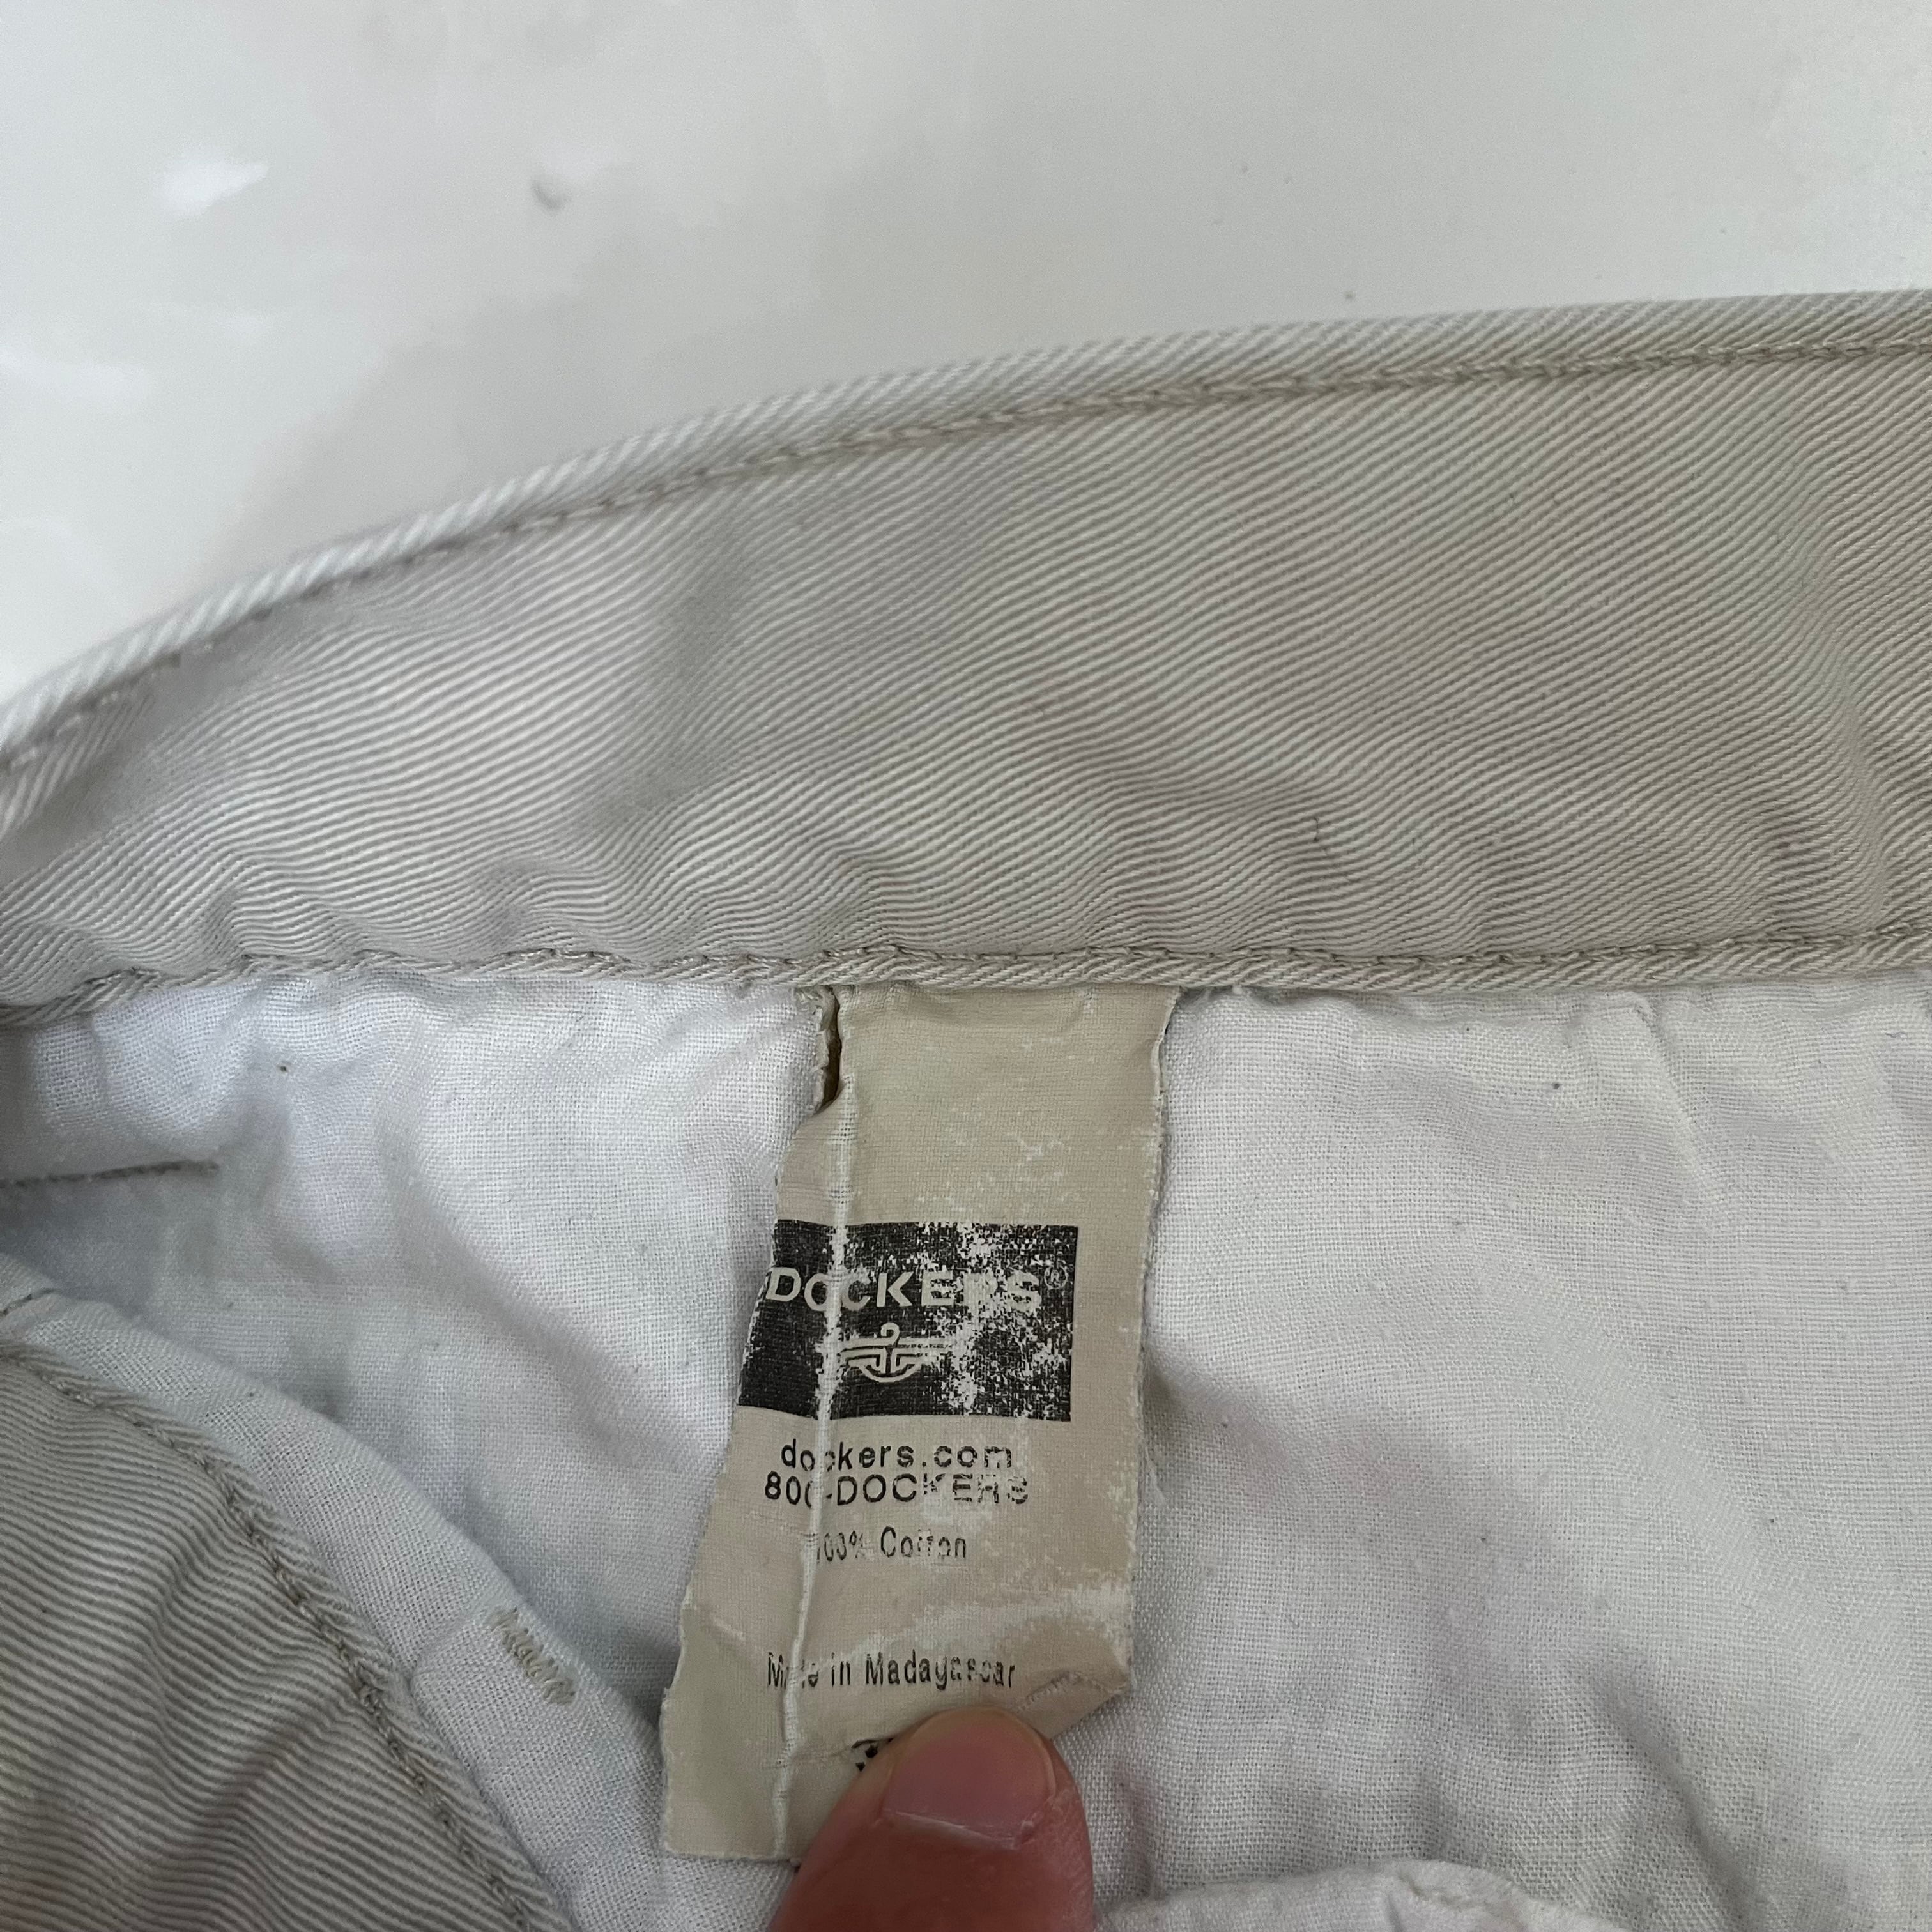 DOCKERS®
dockers.com
800-DOCKERS
100% Cotton
Made in Madagascar